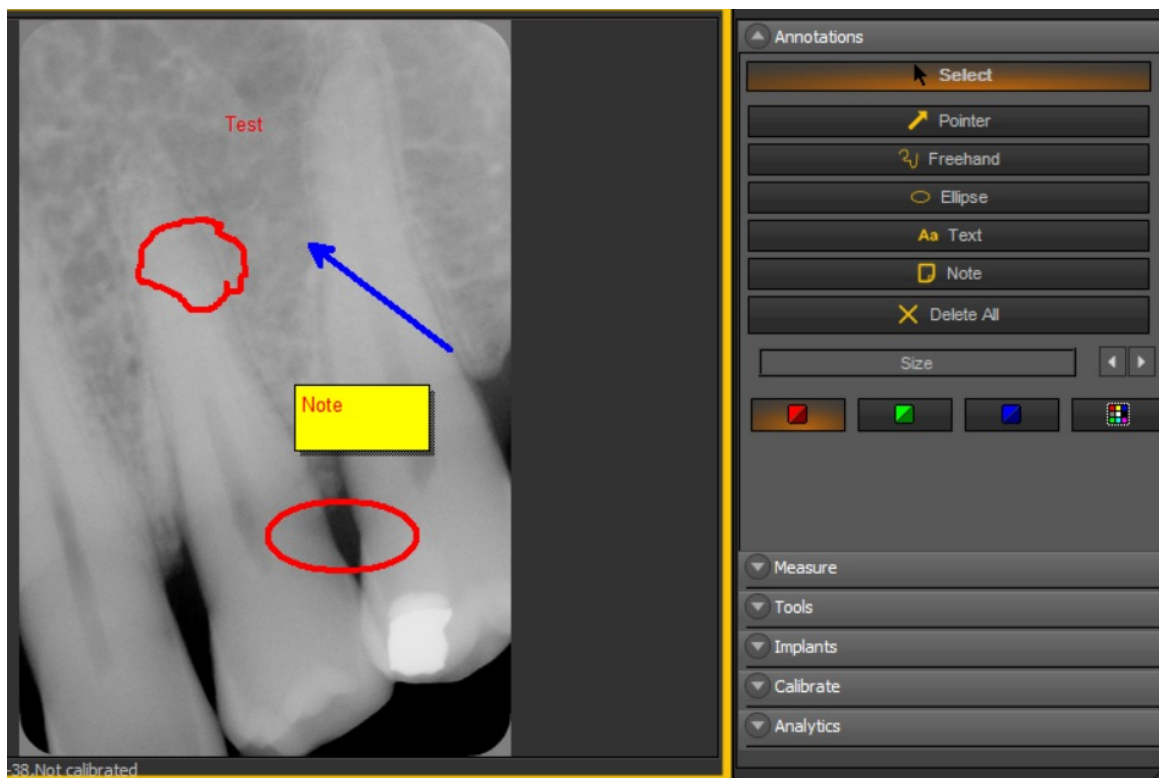 Test
Note
-38,Not calibrated
Annotations
Select
Pointer
Freehand
Ellipse
Aa Text
Note
Delete All
Size
Measure
Tools
Implants
Calibrate
Analytics